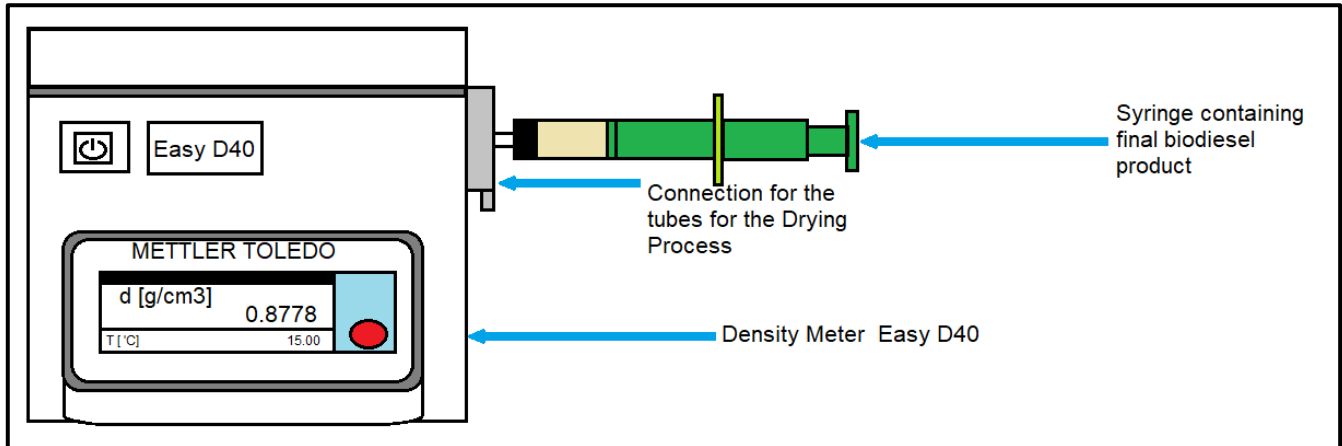 Easy D40
Syringe containing
final biodiesel
product
Connection for the
tubes for the Drying
Process
METTLER TOLEDO
d [g/cm3]
0.8778
T [ 'C]
15.00
Density Meter  Easy D40